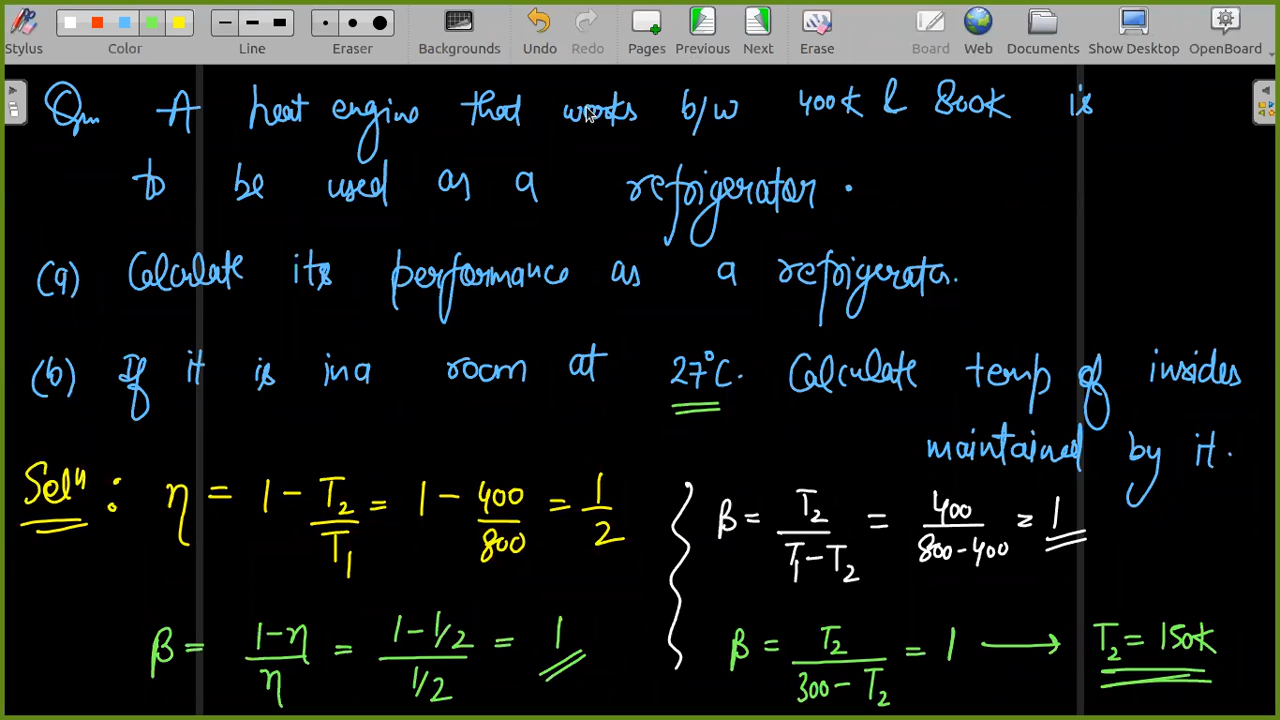 Stylus Color Line Eraser Backgrounds Undo Redo Pages Previous Next Erase Board Web Documents Show Desktop OpenBoard
Qn A heat engine that works b/w 400K & 800K is
to be used as a refrigerator.
(a) Calculate its performance as a refrigerator.
(b) If it is in a room at 27°C. Calculate temp of insides
maintained by it.
Solⁿ : η = 1 - T₂/T₁ = 1 - 400/800 = 1/2
β = T₂/(T₁-T₂) = 400/(800-400) = 1
β = (1-η)/η = (1-1/2)/(1/2) = 1
β = T₂/(300-T₂) = 1 → T₂ = 150K